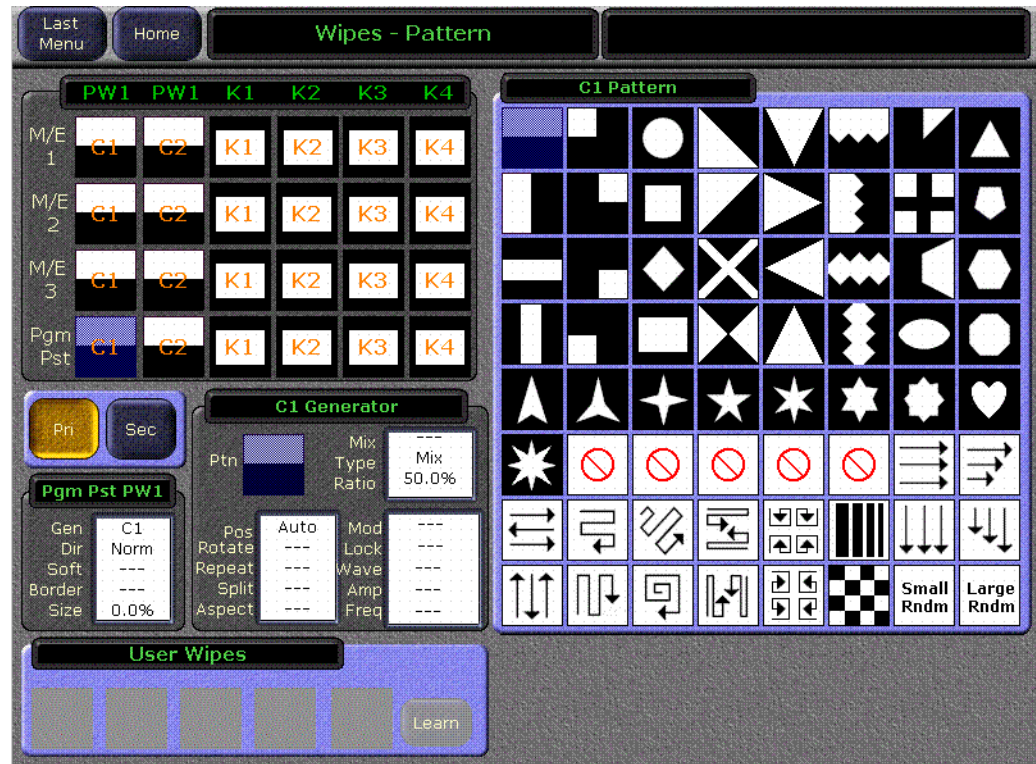 Last Menu
Home
Wipes - Pattern
PW1 PW1 K1 K2 K3 K4
M/E 1
C1 C2 K1 K2 K3 K4
M/E 2
C1 C2 K1 K2 K3 K4
M/E 3
C1 C2 K1 K2 K3 K4
Pgm Pst
C1 C2 K1 K2 K3 K4
Pri
Sec
Pgm Pst PW1
Gen C1
Dir Norm
Soft ---
Border ---
Size 0.0%
C1 Generator
Ptn
Mix ---
Type Mix
Ratio 50.0%
Pos Auto
Rotate ---
Repeat ---
Split ---
Aspect ---
Mod ---
Lock ---
Wave ---
Amp ---
Freq ---
User Wipes
Learn
C1 Pattern
Small Rndm
Large Rndm